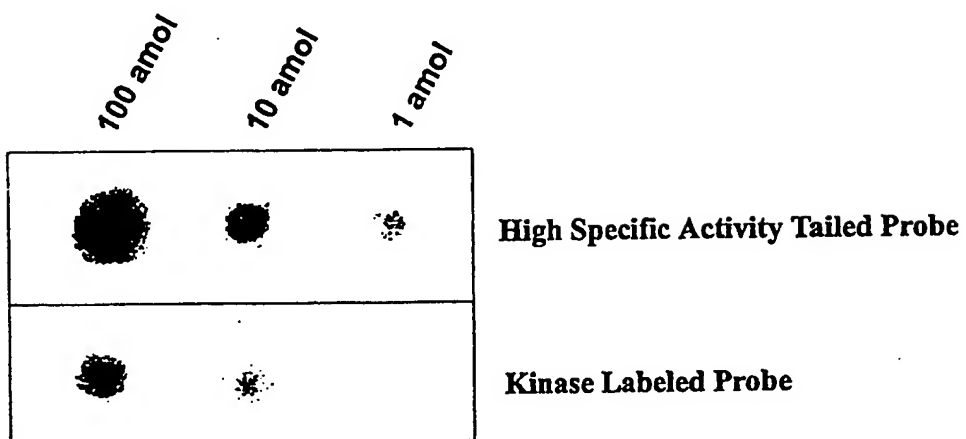 100 amol
10 amol
1 amol
High Specific Activity Tailed Probe
Kinase Labeled Probe